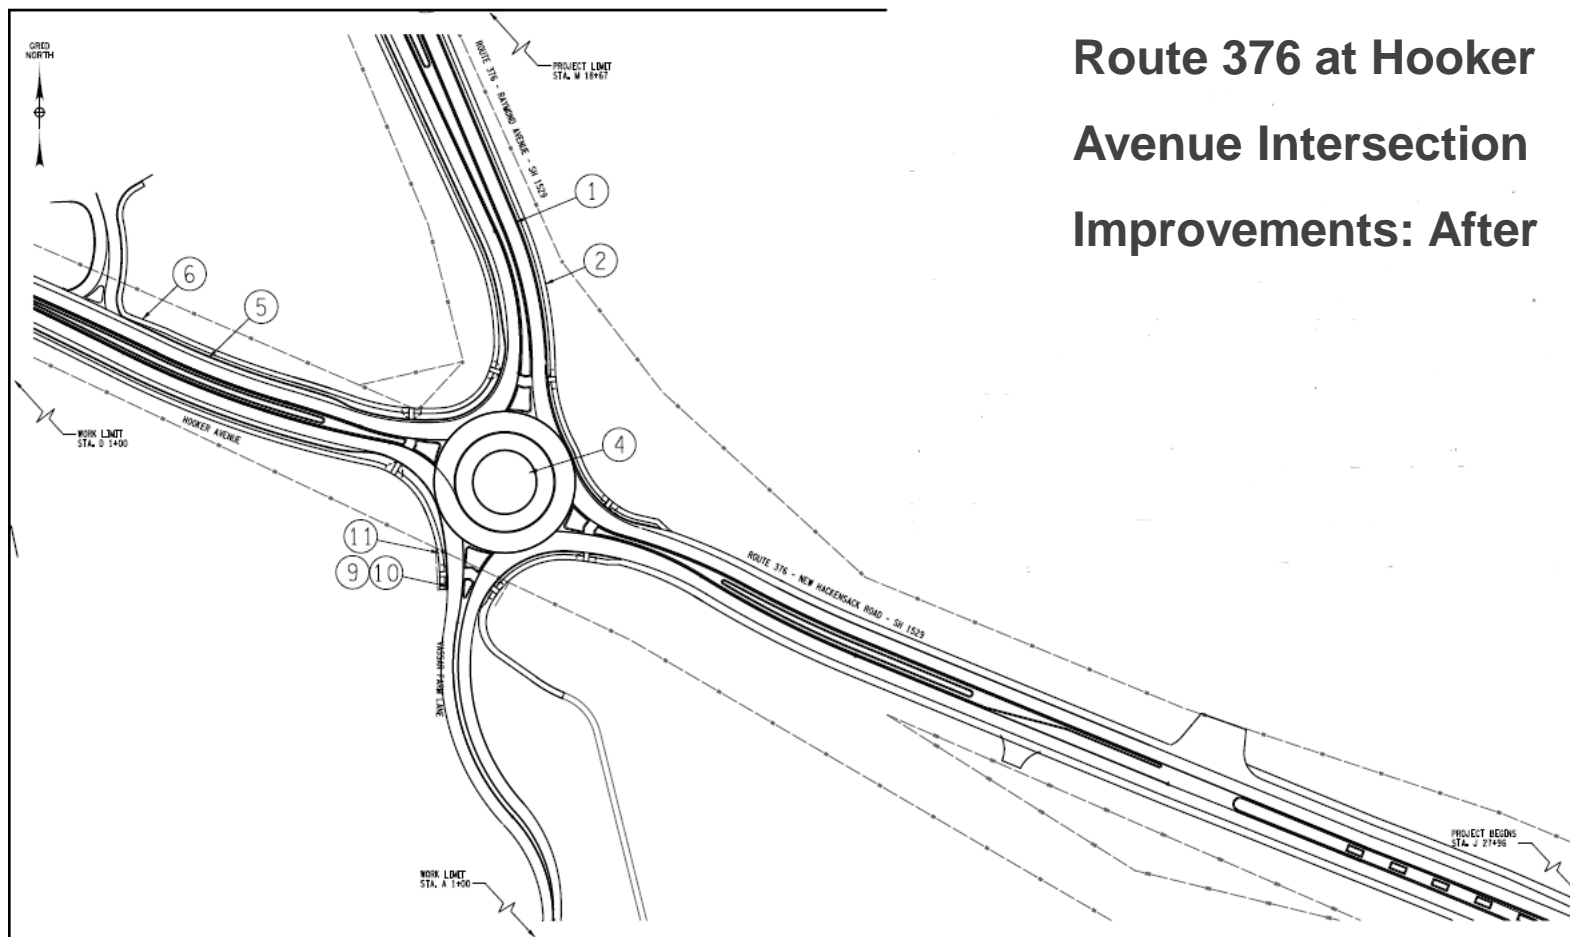 Route 376 at Hooker
Avenue Intersection
Improvements: After
GRID
NORTH
PROJECT LIMIT
STA. M 18+67
ROUTE 376 - RAYMOND AVENUE - SH 1529
1
2
6
5
HOOKER AVENUE
WORK LIMIT
STA. D 1+00
4
11
9 10
ROUTE 376 - NEW HACKENSACK ROAD - SH 1529
VASSAR FARM LANE
PROJECT BEGINS
STA. J 27+96
WORK LIMIT
STA. A 1+00